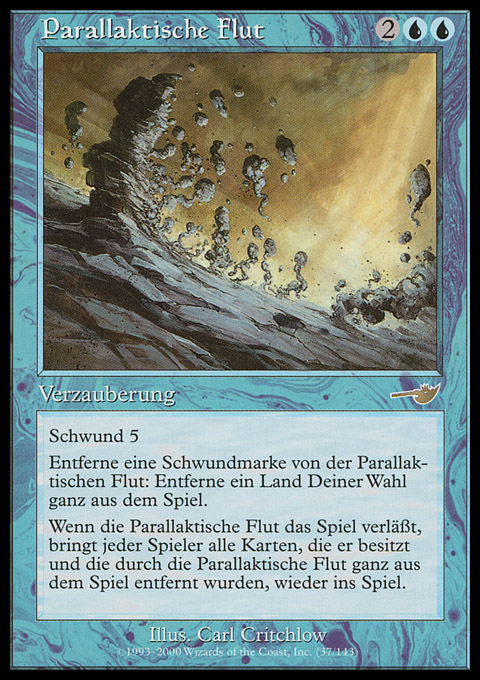 Parallaktische Flut 2
Verzauberung
Schwund 5
Entferne eine Schwundmarke von der Parallak-
tischen Flut: Entferne ein Land Deiner Wahl
ganz aus dem Spiel.
Wenn die Parallaktische Flut das Spiel verläßt,
bringt jeder Spieler alle Karten, die er besitzt
und die durch die Parallaktische Flut ganz aus
dem Spiel entfernt wurden, wieder ins Spiel.
Illus. Carl Critchlow
©1993-2000 Wizards of the Coast, Inc. (37/143)